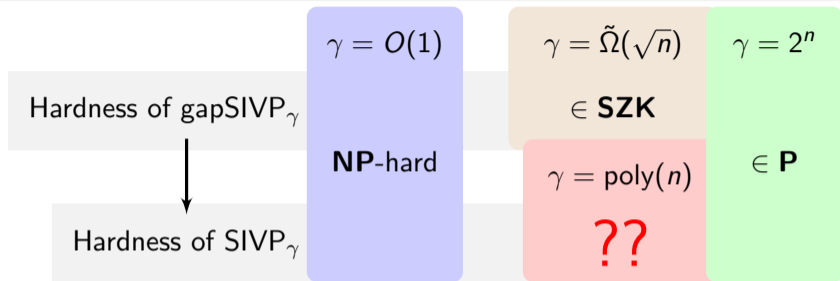 γ = O(1)
γ = Ω̃(√n)
γ = 2ⁿ
Hardness of gapSIVPγ
∈ SZK
NP-hard
∈ P
γ = poly(n)
Hardness of SIVPγ
??